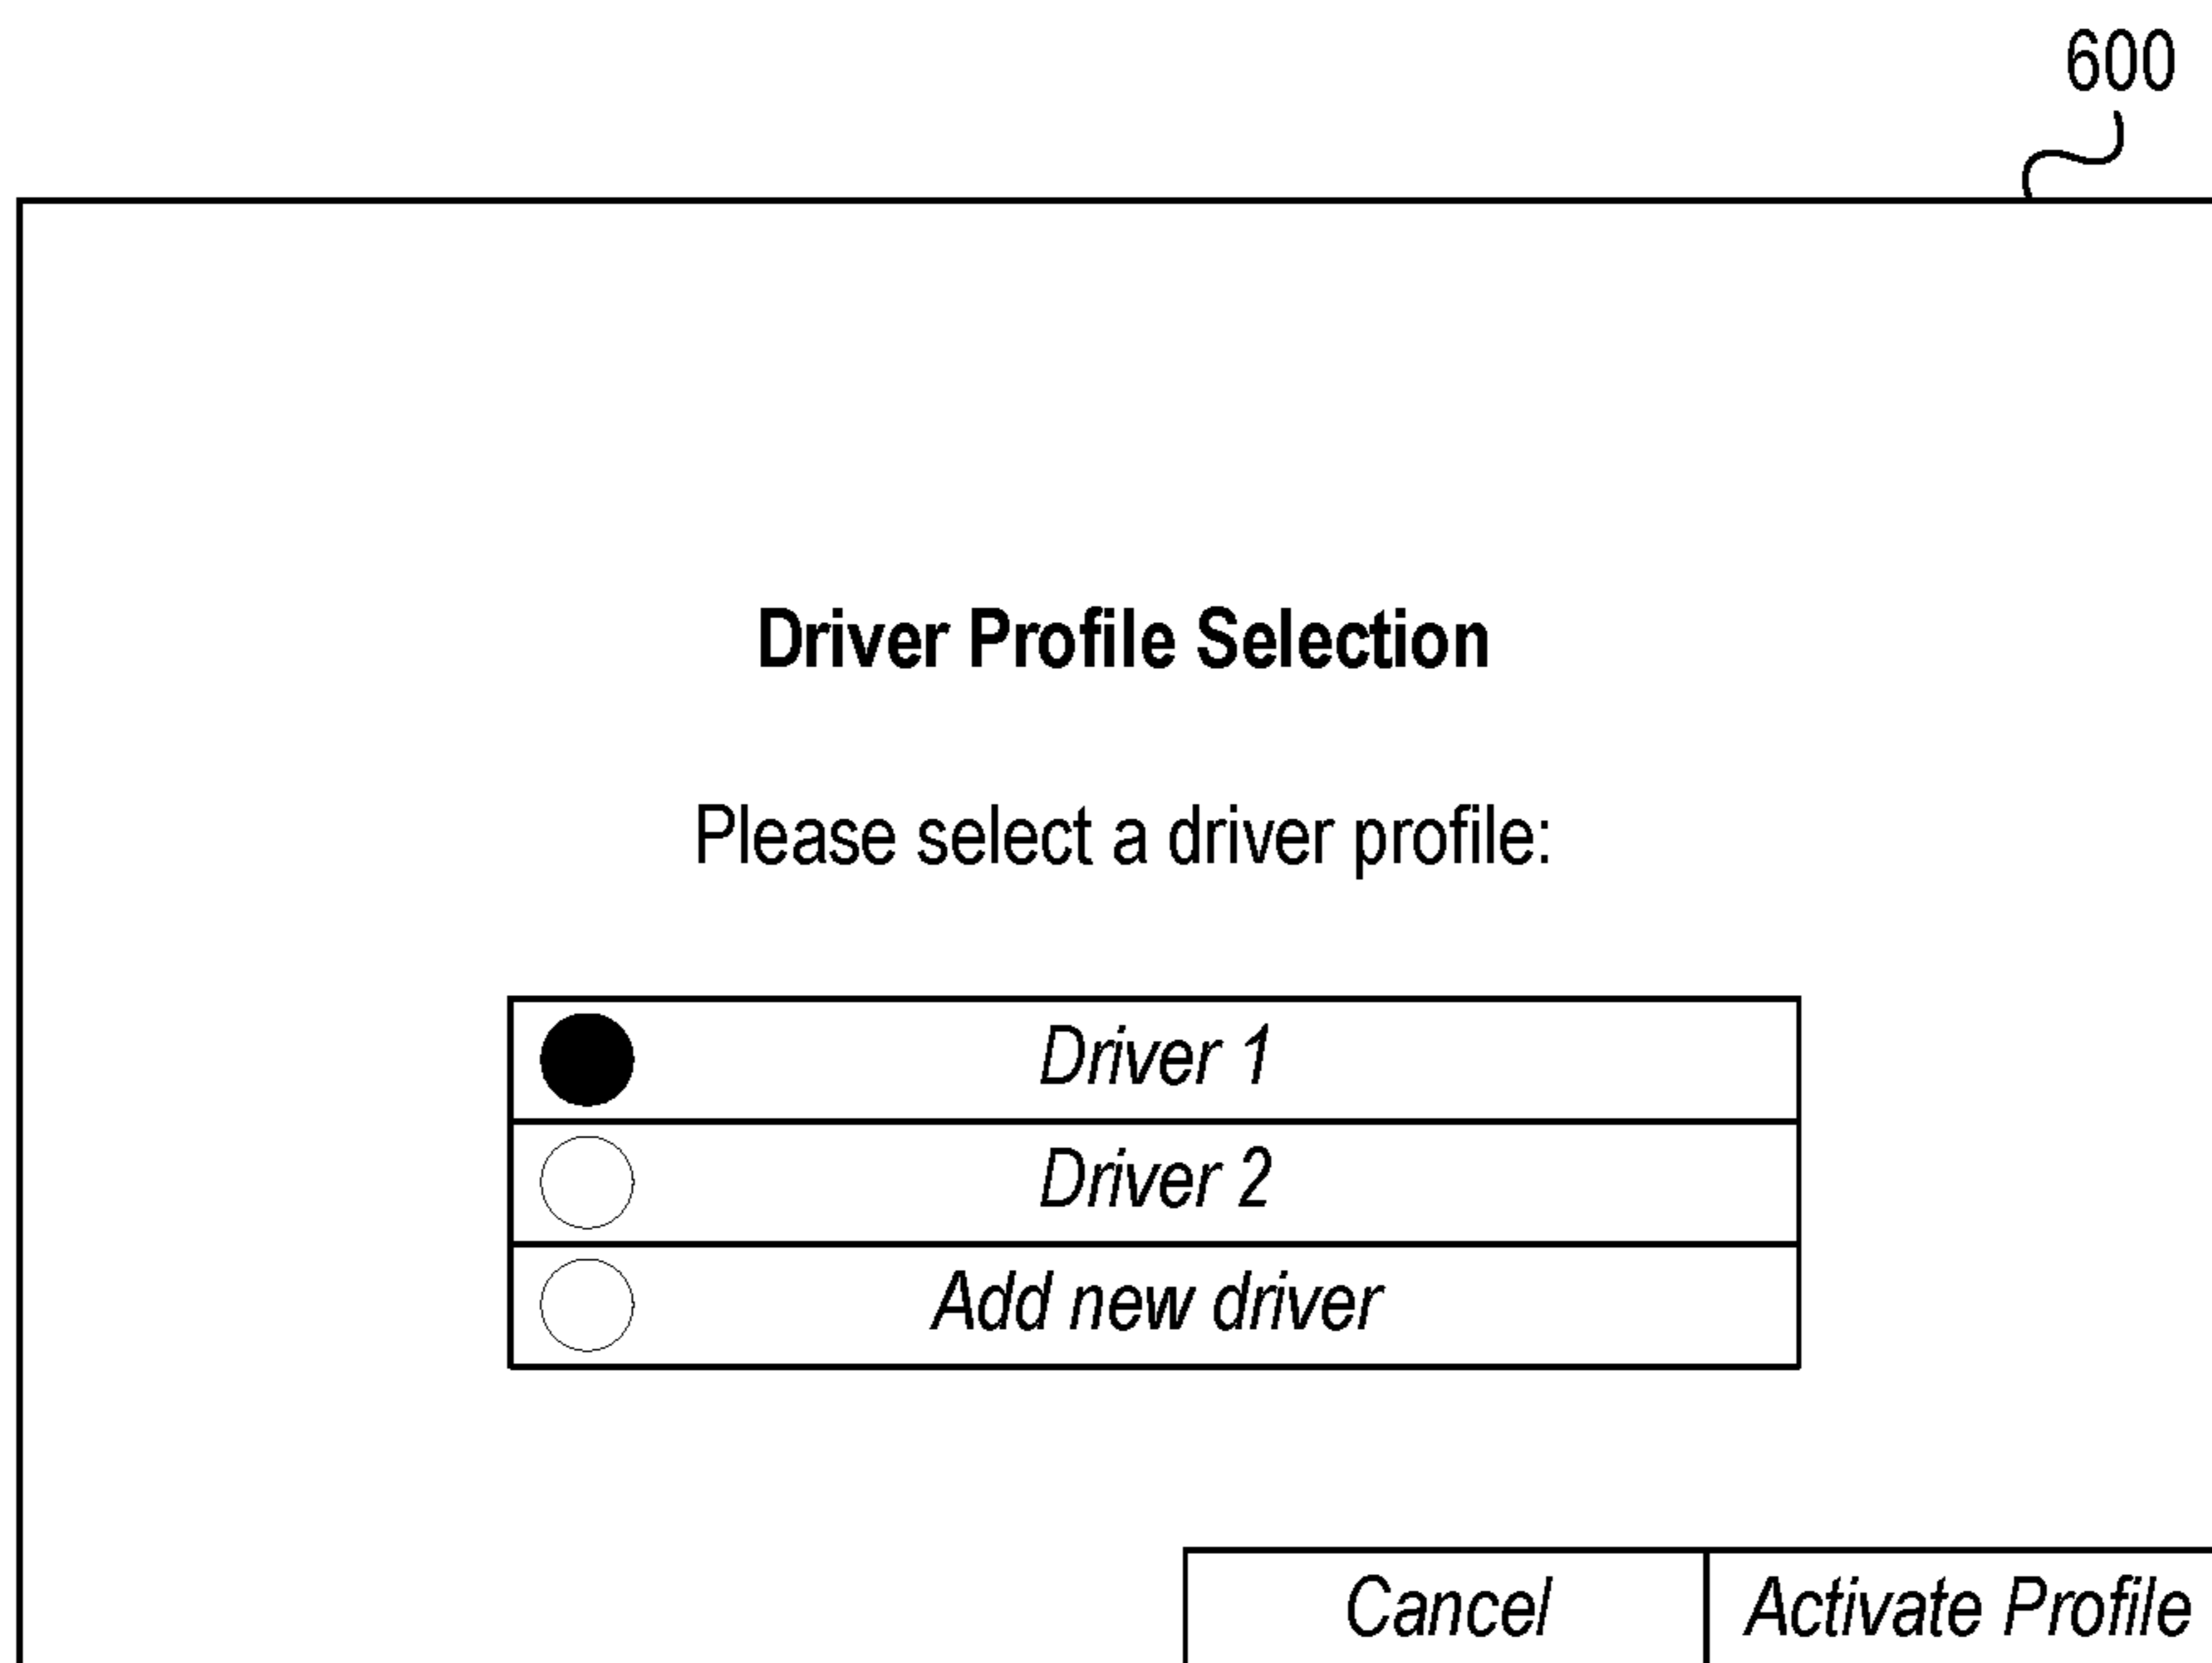 600
Driver Profile Selection
Please select a driver profile:
Driver 1
Driver 2
Add new driver
Cancel
Activate Profile